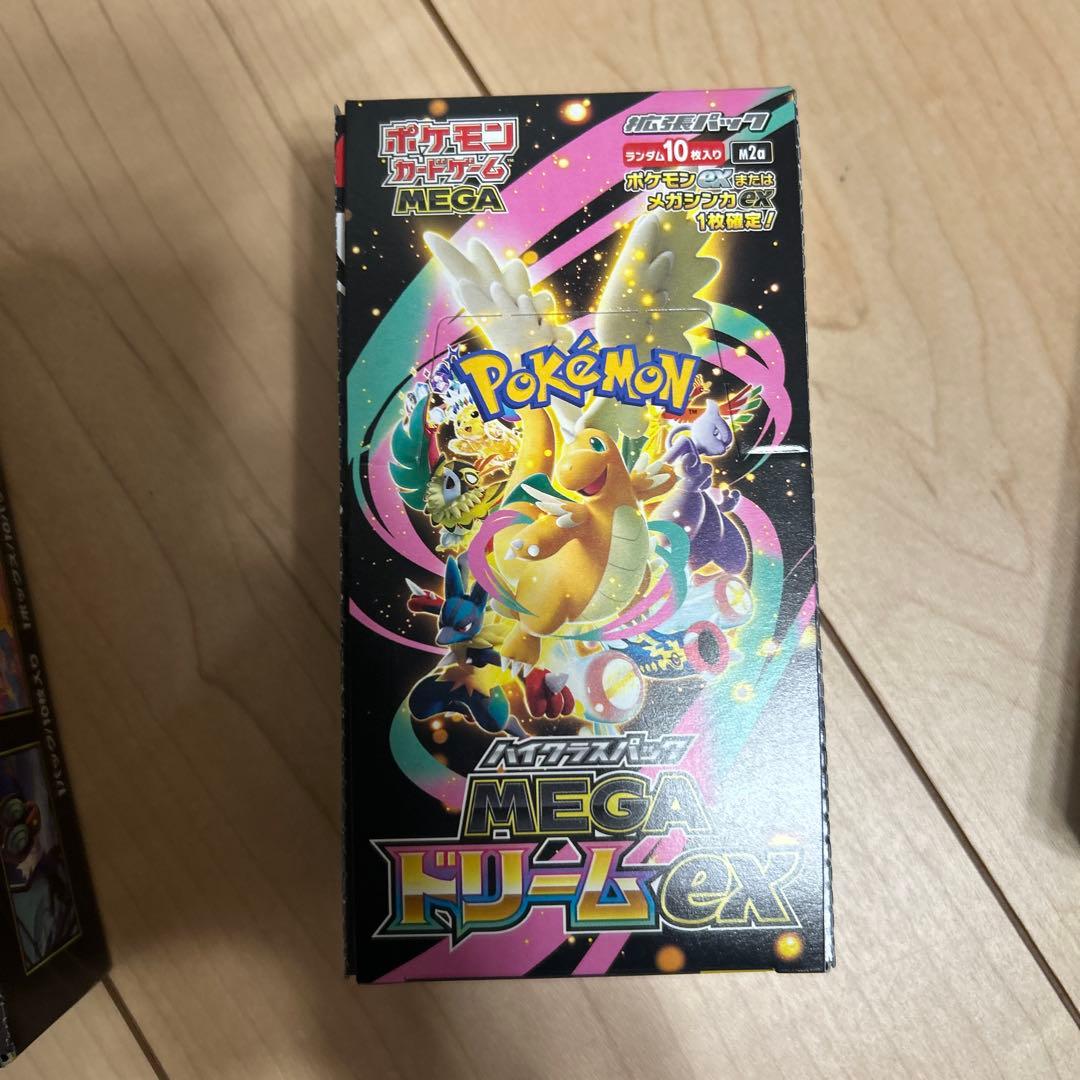 ポケモン
カードゲーム
MEGA
拡張パック
ランダム10枚入り
M2a
ポケモンexまたは
メガシンカex
1枚確定!
POKéMON
TM
ハイクラスパック
MEGA
ドリームex